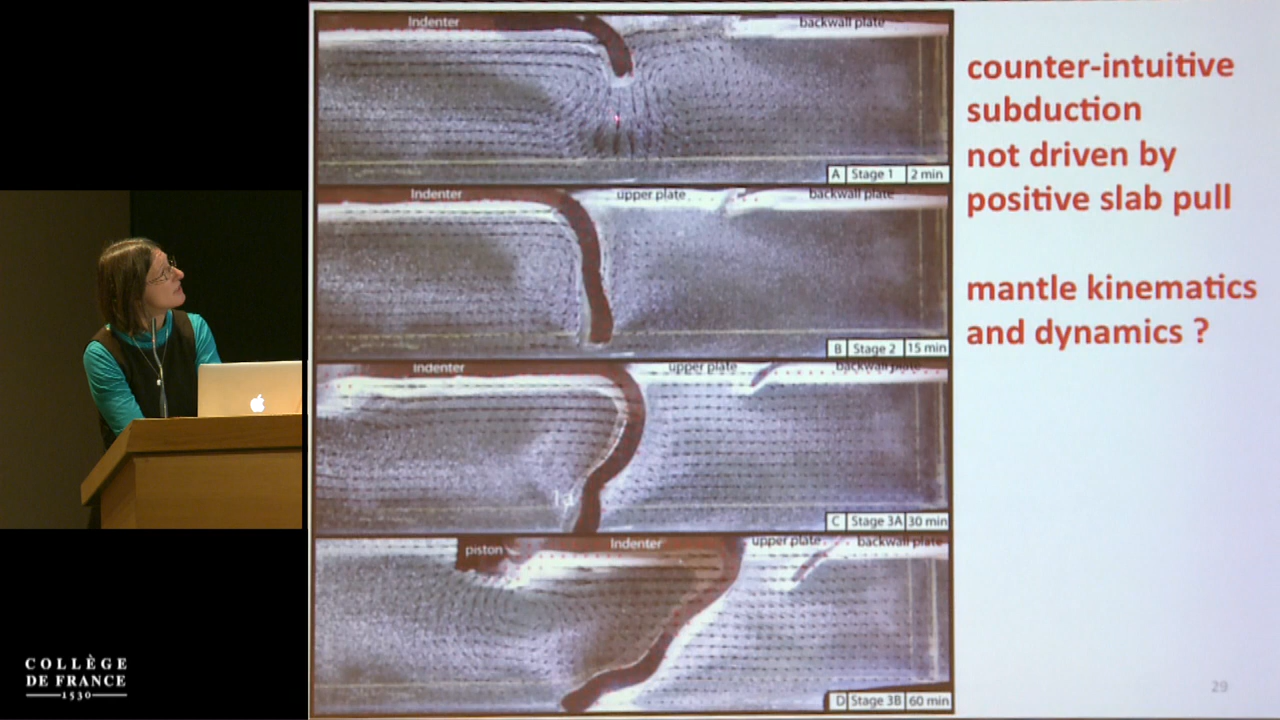 Indenter
backwall plate
A Stage 1 2 min
Indenter
upper plate
backwall plate
B Stage 2 15 min
Indenter
upper plate
backwall plate
C Stage 3A 30 min
piston
Indenter
upper plate
backwall plate
D Stage 3B 60 min
counter-intuitive
subduction
not driven by
positive slab pull
mantle kinematics
and dynamics ?
29
COLLÈGE
DE FRANCE
1530